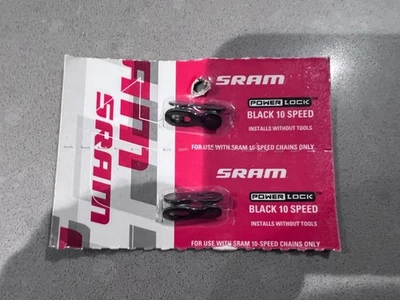 SRAM
SRAM
SRAM
POWER LOCK
BLACK 10 SPEED
INSTALLS WITHOUT TOOLS
FOR USE WITH SRAM 10-SPEED CHAINS ONLY
SRAM
POWER LOCK
BLACK 10 SPEED
INSTALLS WITHOUT TOOLS
FOR USE WITH SRAM 10-SPEED CHAINS ONLY